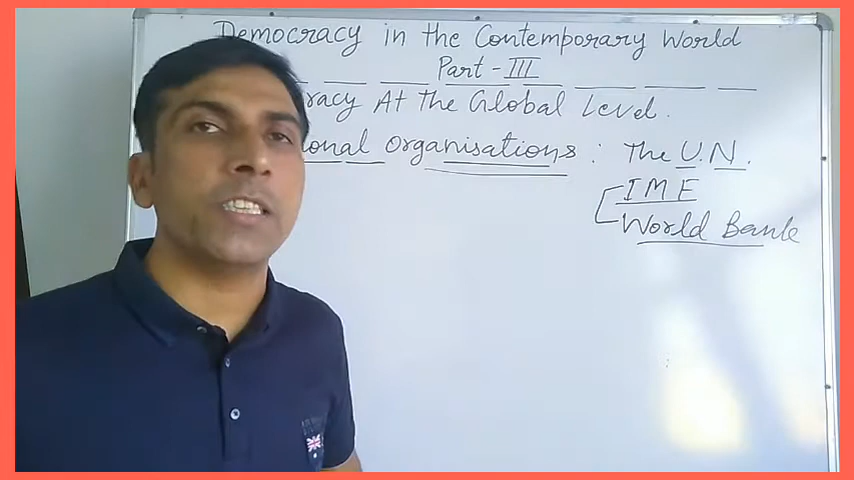 Democracy in the Contemporary World
Part - III
racy At the Global Level.
onal Organisations : The U.N.
IMF
World Bank